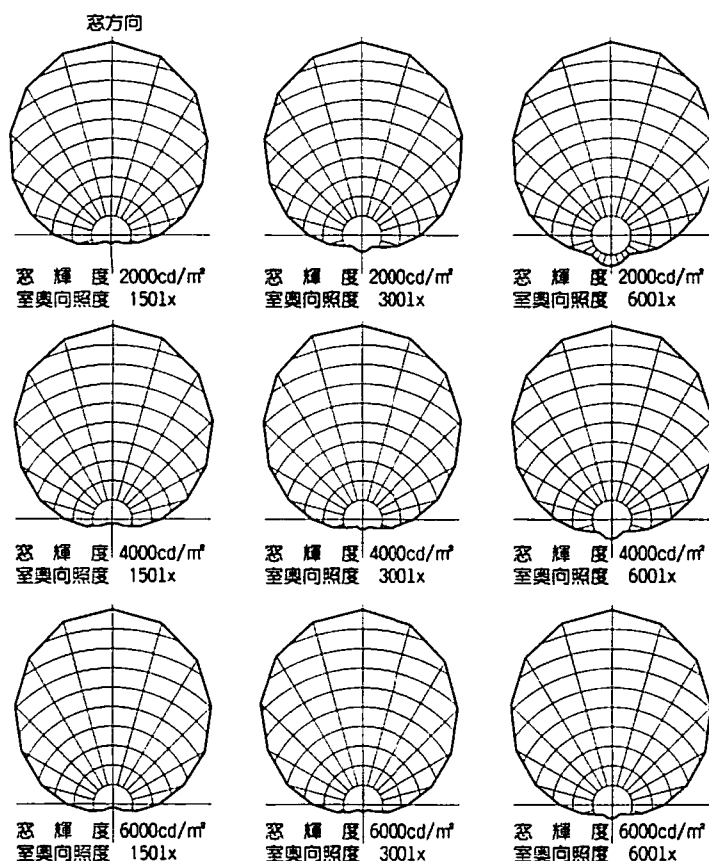 窓方向
窓輝度 2000cd/㎡
室奥向照度 150lx
窓輝度 2000cd/㎡
室奥向照度 300lx
窓輝度 2000cd/㎡
室奥向照度 600lx
窓輝度 4000cd/㎡
室奥向照度 150lx
窓輝度 4000cd/㎡
室奥向照度 300lx
窓輝度 4000cd/㎡
室奥向照度 600lx
窓輝度 6000cd/㎡
室奥向照度 150lx
窓輝度 6000cd/㎡
室奥向照度 300lx
窓輝度 6000cd/㎡
室奥向照度 600lx